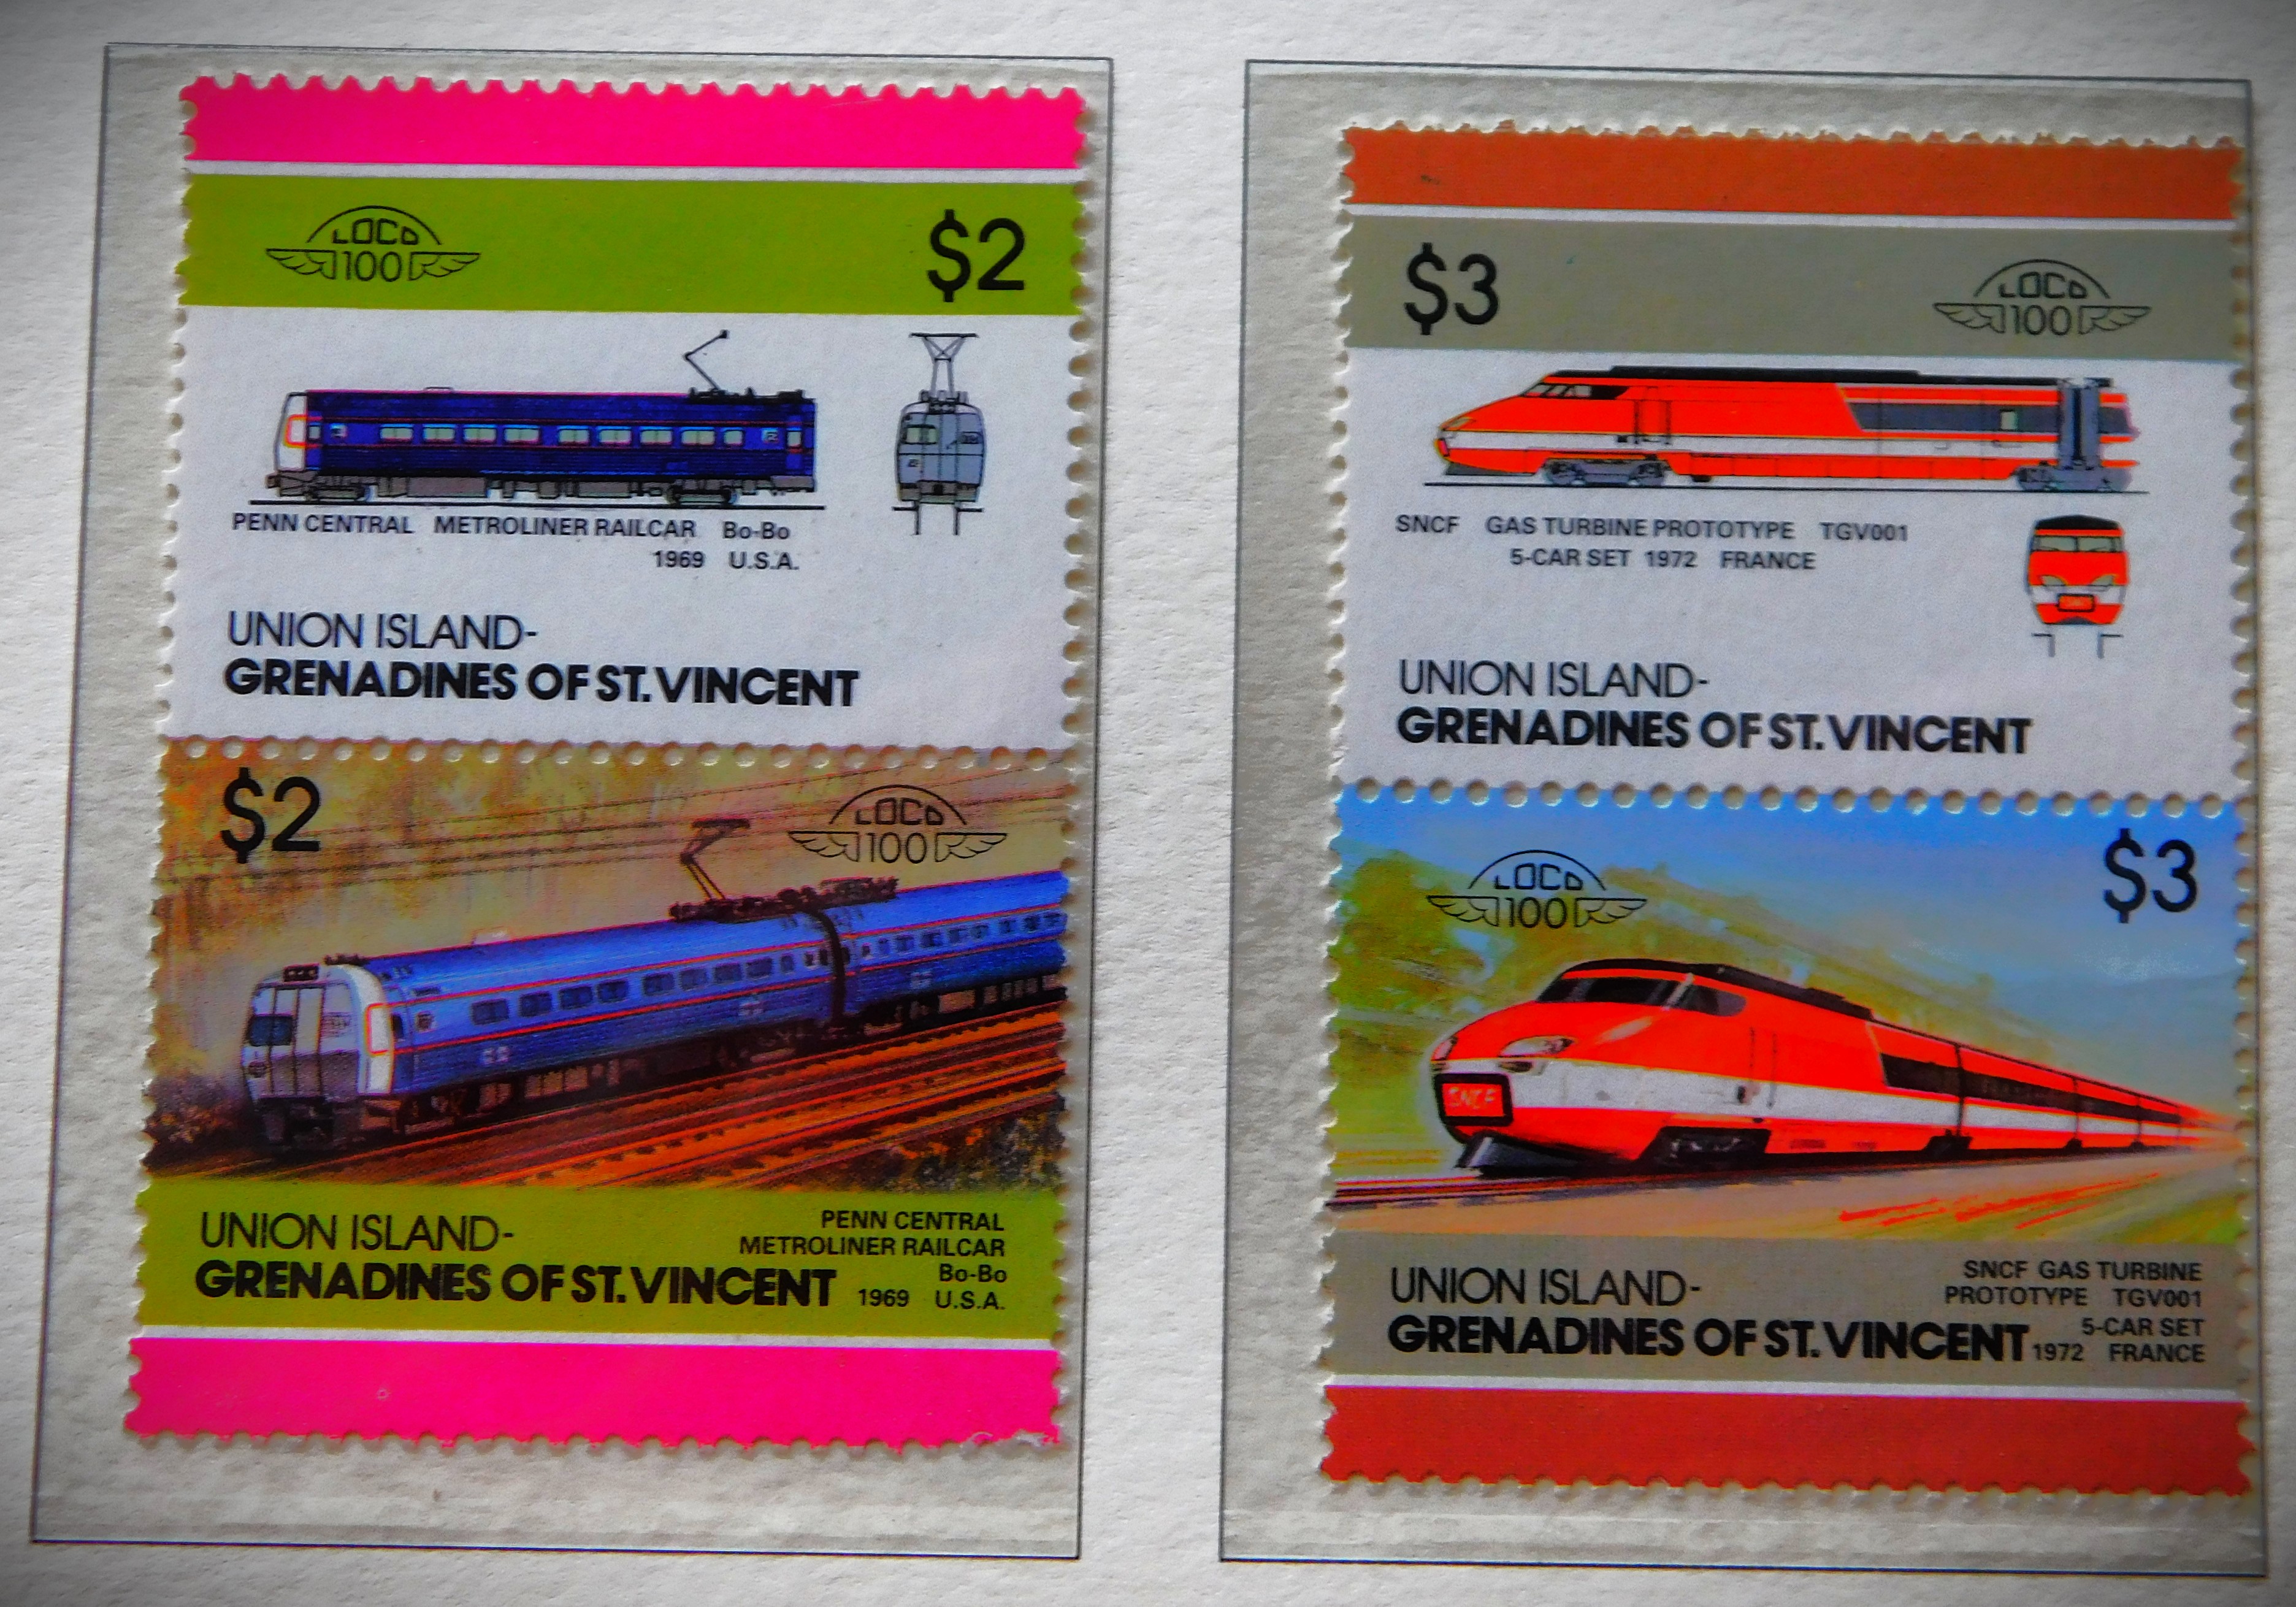 LOCO
100
$2
PENN CENTRAL METROLINER RAILCAR Bo-Bo
1969 U.S.A.
UNION ISLAND-
GRENADINES OF ST. VINCENT
$2
LOCO
100
UNION ISLAND-
GRENADINES OF ST. VINCENT
PENN CENTRAL
METROLINER RAILCAR
Bo-Bo
1969 U.S.A.
$3
LOCO
100
SNCF GAS TURBINE PROTOTYPE TGV001
5-CAR SET 1972 FRANCE
UNION ISLAND-
GRENADINES OF ST. VINCENT
LOCO
100
$3
SNCF
UNION ISLAND-
GRENADINES OF ST. VINCENT
SNCF GAS TURBINE
PROTOTYPE TGV001
5-CAR SET
1972 FRANCE